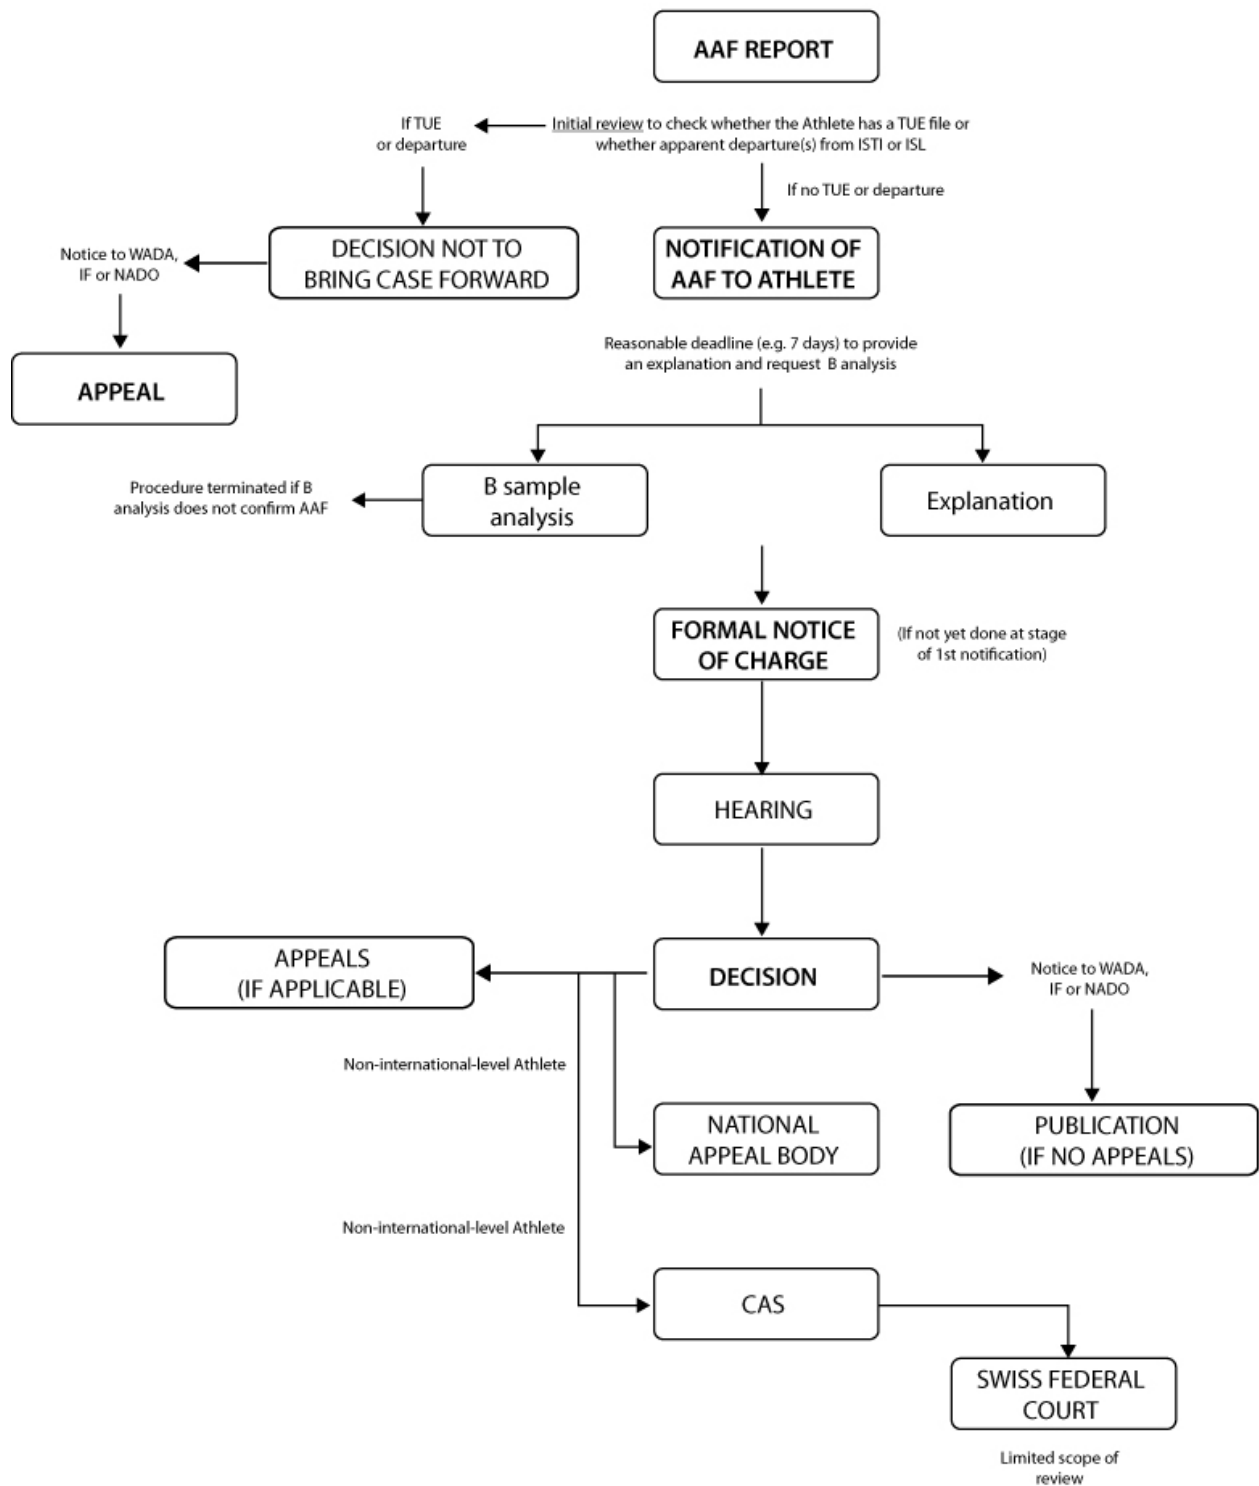 AAF REPORT
If TUE
or departure
Initial review to check whether the Athlete has a TUE file or
whether apparent departure(s) from ISTI or ISL
If no TUE or departure
Notice to WADA,
IF or NADO
DECISION NOT TO
BRING CASE FORWARD
NOTIFICATION OF
AAF TO ATHLETE
APPEAL
Reasonable deadline (e.g. 7 days) to provide
an explanation and request B analysis
Procedure terminated if B
analysis does not confirm AAF
B sample
analysis
Explanation
FORMAL NOTICE
OF CHARGE
(If not yet done at stage
of 1st notification)
HEARING
APPEALS
(IF APPLICABLE)
DECISION
Notice to WADA,
IF or NADO
Non-international-level Athlete
NATIONAL
APPEAL BODY
PUBLICATION
(IF NO APPEALS)
Non-international-level Athlete
CAS
SWISS FEDERAL
COURT
Limited scope of
review